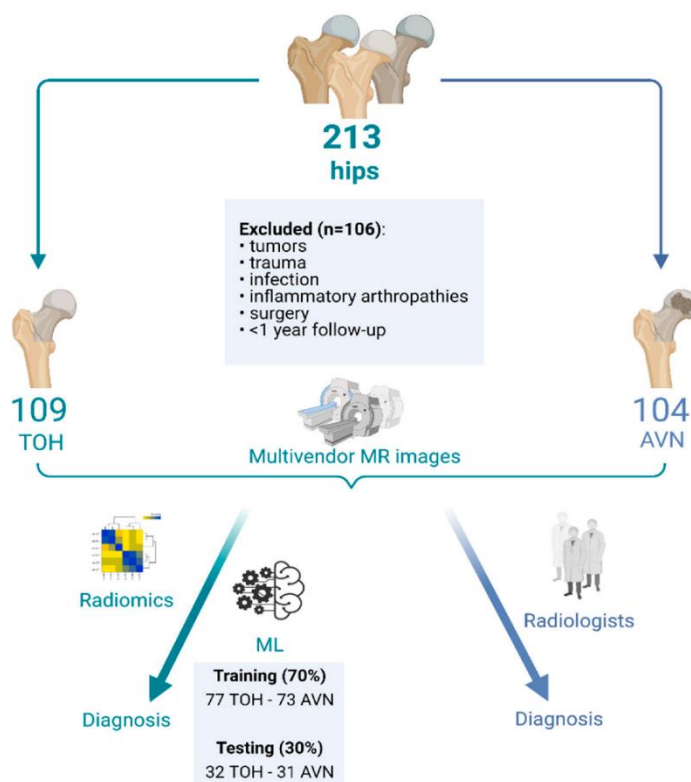 213
hips
Excluded (n=106):
• tumors
• trauma
• infection
• inflammatory arthropathies
• surgery
• <1 year follow-up
109
TOH
104
AVN
Multivendor MR images
Radiomics
ML
Radiologists
Training (70%)
77 TOH - 73 AVN
Testing (30%)
32 TOH - 31 AVN
Diagnosis
Diagnosis